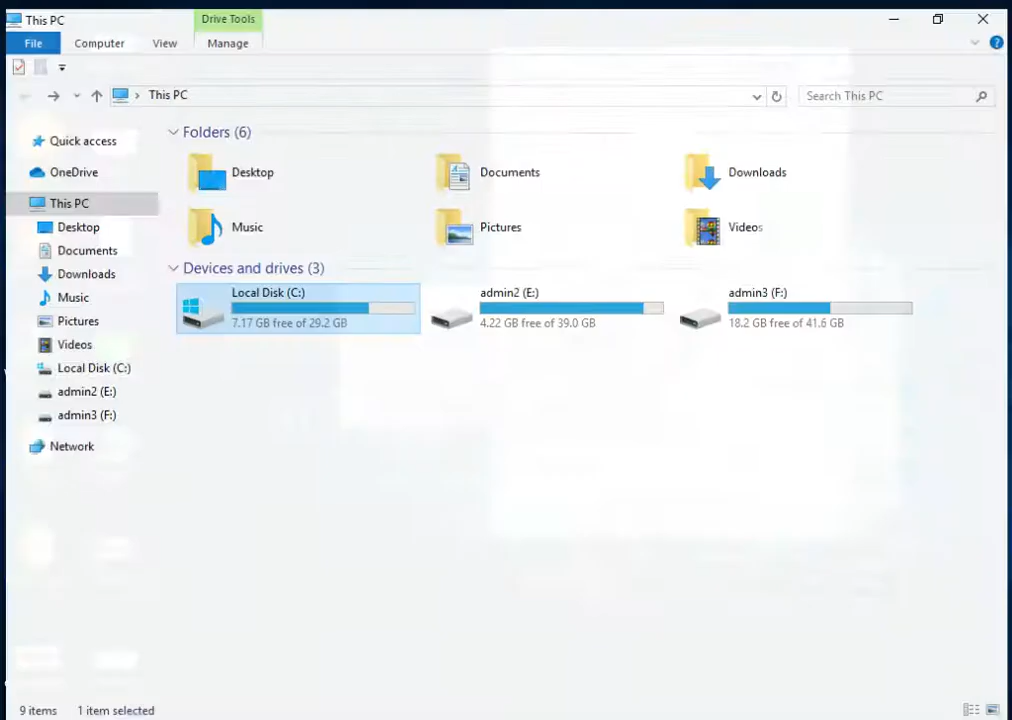 This PC
Drive Tools
File
Computer
View
Manage
This PC
Search This PC
Quick access
OneDrive
This PC
Desktop
Documents
Downloads
Music
Pictures
Videos
Local Disk (C:)
admin2 (E:)
admin3 (F:)
Network
Folders (6)
Desktop
Documents
Downloads
Music
Pictures
Videos
Devices and drives (3)
Local Disk (C:)
7.17 GB free of 29.2 GB
admin2 (E:)
4.22 GB free of 39.0 GB
admin3 (F:)
18.2 GB free of 41.6 GB
9 items
1 item selected